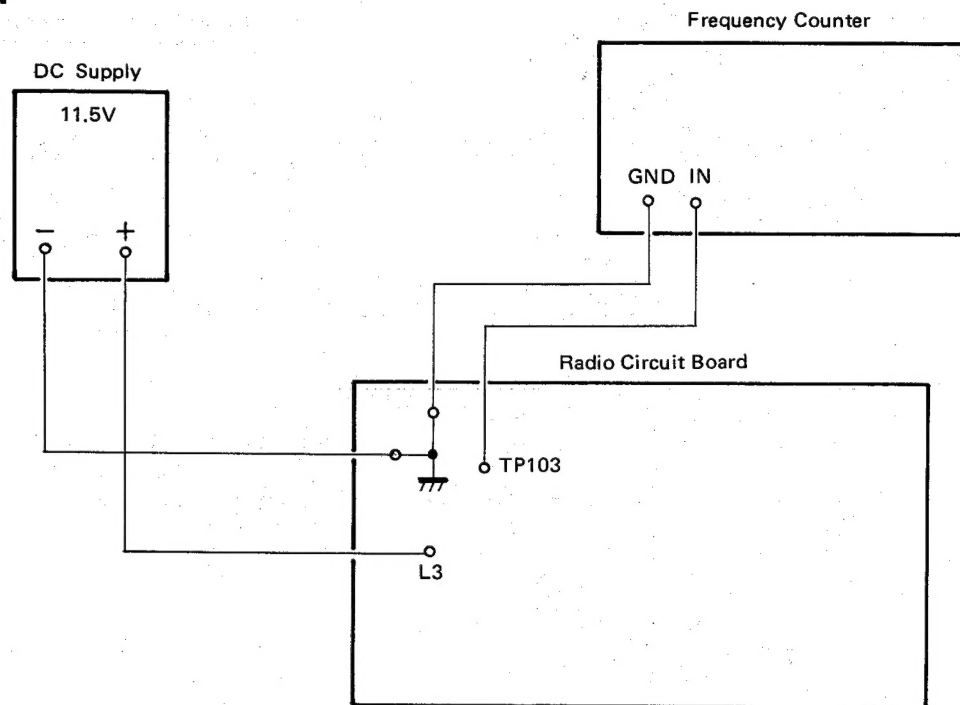 Frequency Counter
DC Supply
11.5V
GND IN
− +
Radio Circuit Board
TP103
L3